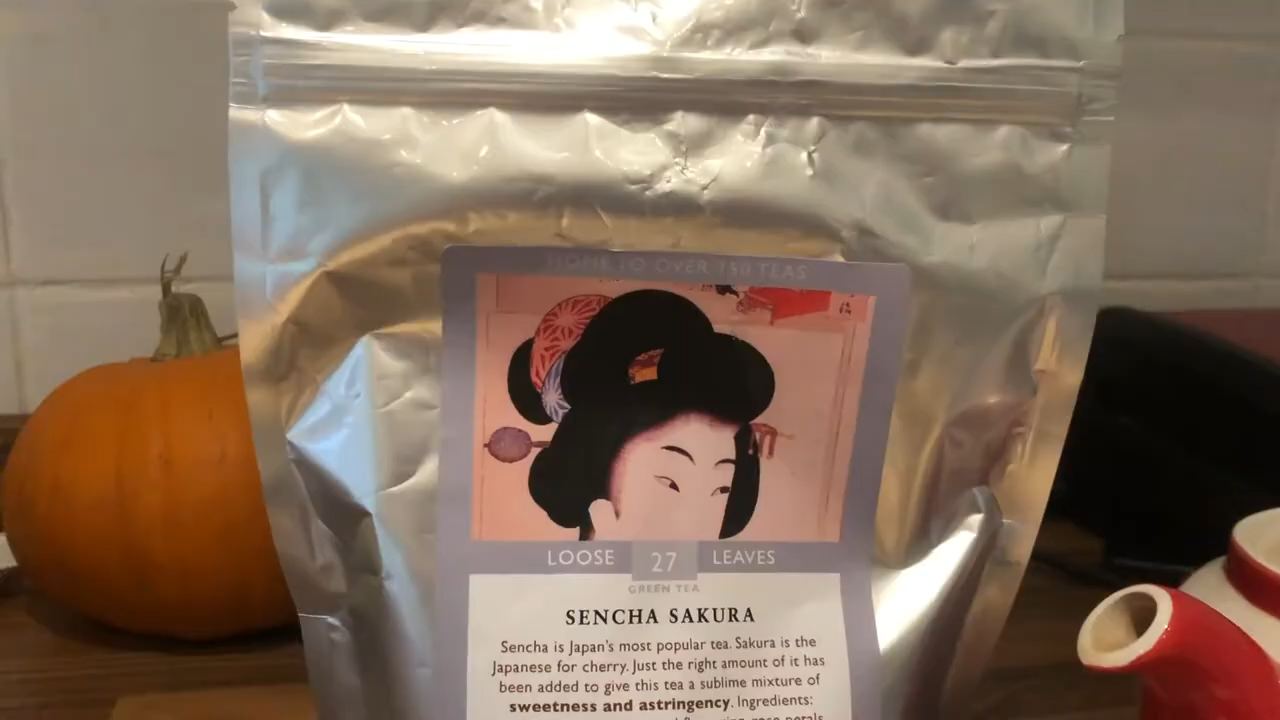 HOME TO OVER 150 TEAS
LOOSE 27 LEAVES
GREEN TEA
SENCHA SAKURA
Sencha is Japan's most popular tea. Sakura is the
Japanese for cherry. Just the right amount of it has
been added to give this tea a sublime mixture of
sweetness and astringency. Ingredients:
rose petals